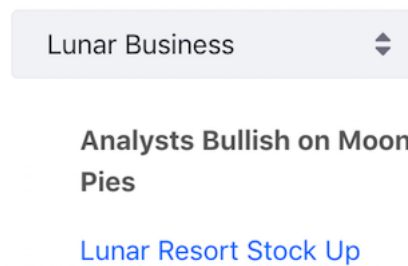 Lunar Business
Analysts Bullish on Moon
Pies
Lunar Resort Stock Up